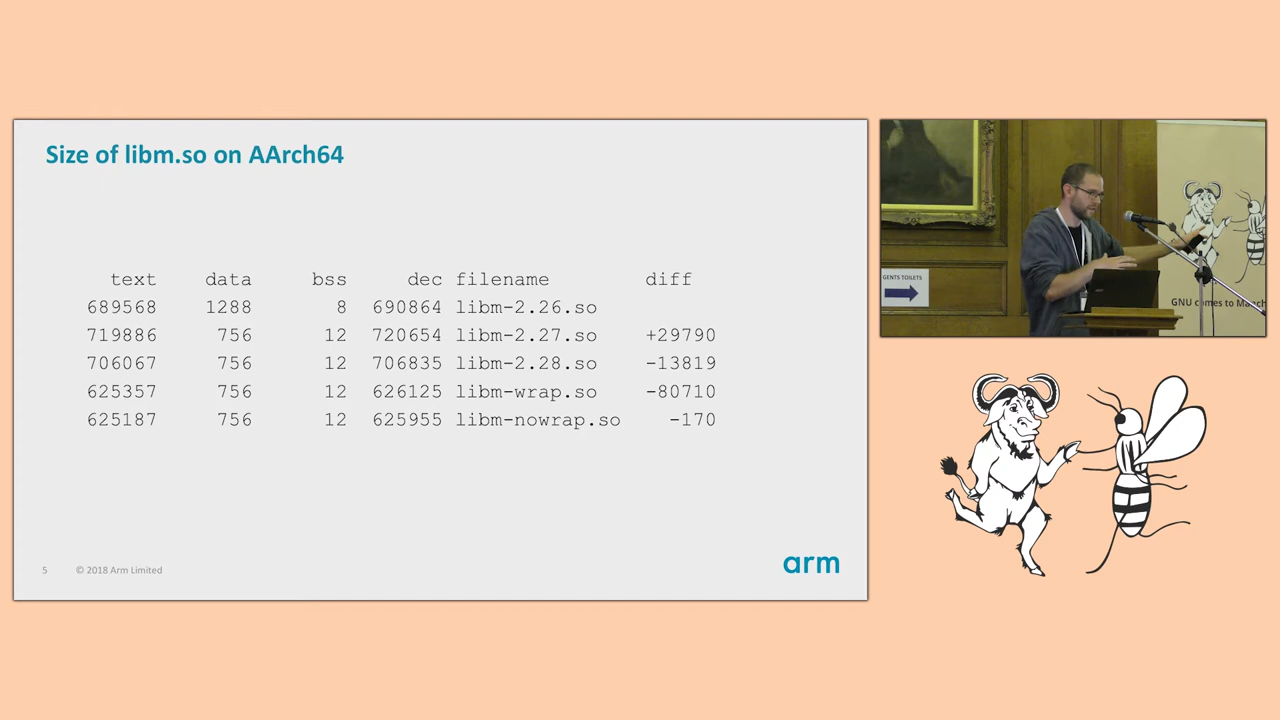 Size of libm.so on AArch64
text data bss dec filename diff
689568 1288 8 690864 libm-2.26.so
719886 756 12 720654 libm-2.27.so +29790
706067 756 12 706835 libm-2.28.so -13819
625357 756 12 626125 libm-wrap.so -80710
625187 756 12 625955 libm-nowrap.so -170
5 © 2018 Arm Limited
arm
GENTS TOILETS
GNU comes to